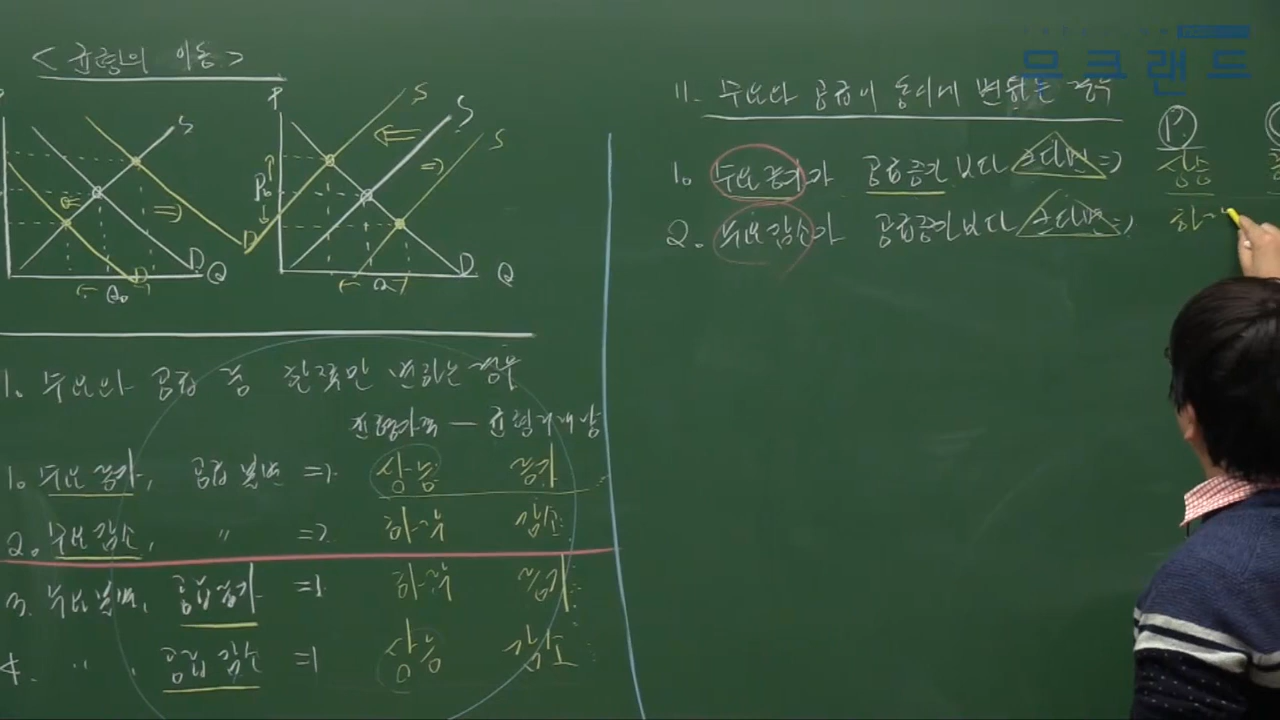 <균형의 이동>
P
S
D
D
Q
Q₀
P
P₀
S
S
S
D
Q
1. 수요와 공급 중 한쪽만 변하는 경우
균형가격 — 균형거래량
1. 수요 증가, 공급 불변 => 상승 증가
2. 수요 감소, 〃 => 하락 감소
3. 수요 불변, 공급 증가 => 하락 증가
4. 〃, 공급 감소 => 상승 감소
뮤크랜드
11. 수요와 공급이 동시에 변하는 경우
P.
1. 수요증가가 공급증가보다 크다면 => 상승
2. 수요감소가 공급증가보다 크다면 => 하